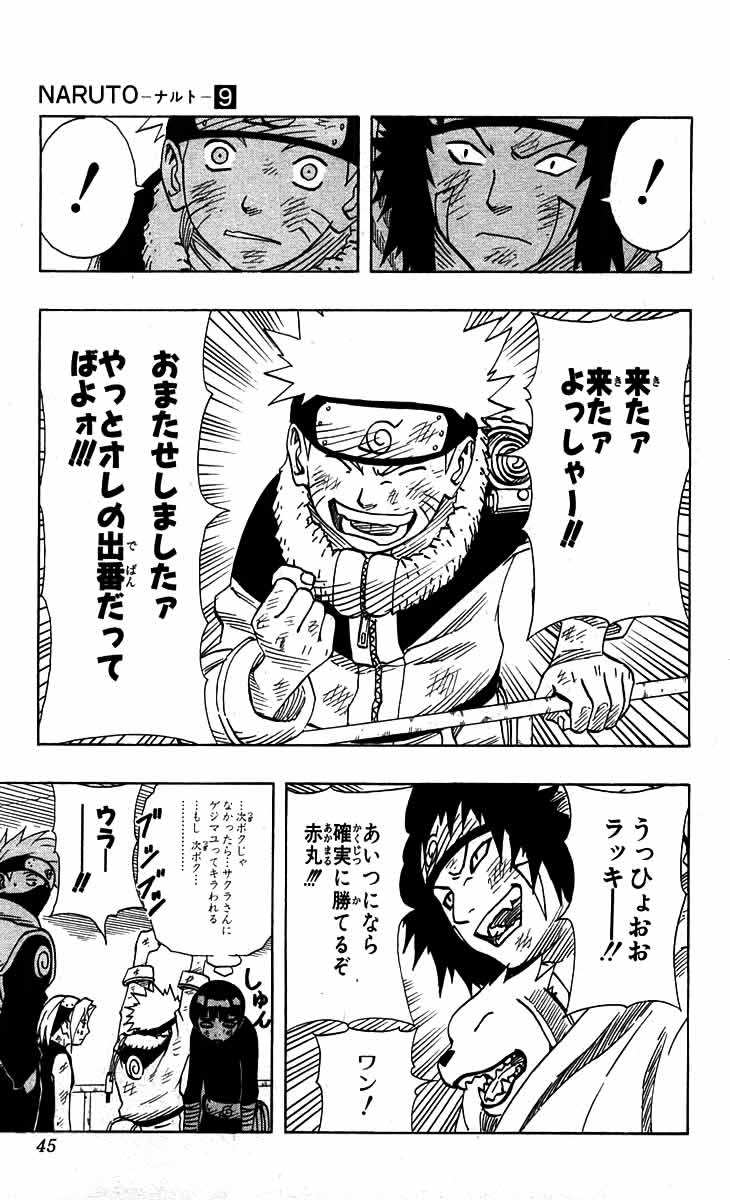 NARUTO―ナルト―9
！
！
来たァ
来たァ
よっしゃー!!
おまたせしましたァ
やっとオレの出番だって
ばよォ!!!
うっひょおお
ラッキー!!
あいつになら
確実に勝てるぞ
赤丸!!!
ワン！
…次ボクじゃ
なかったら…サクラさんに
ゲジマユってキラわれる
…もし 次ボク…
ブツ
ブツ
しゅん
ウラー
ー!!
45